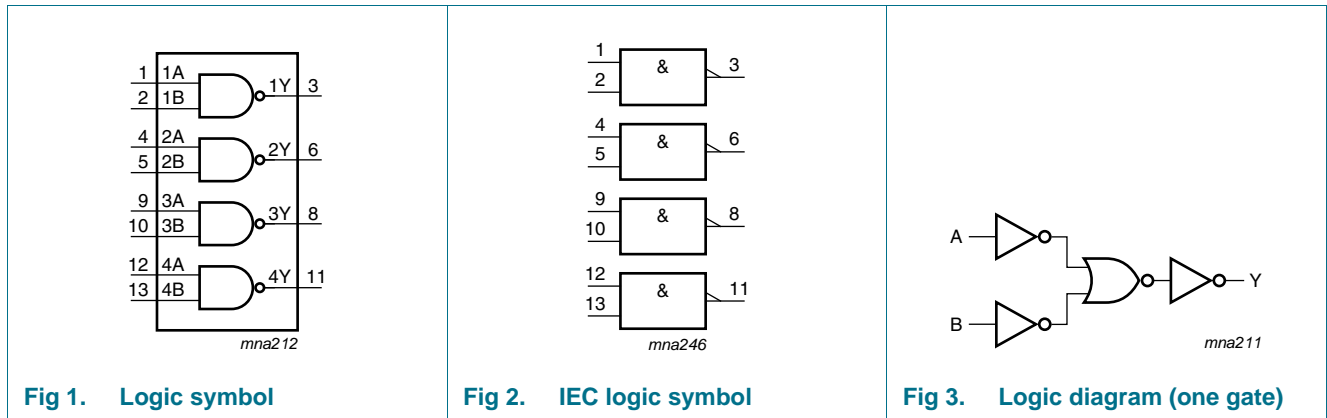 1 1A 1Y 3
2 1B
4 2A 2Y 6
5 2B
9 3A 3Y 8
10 3B
12 4A 4Y 11
13 4B
mna212
Fig 1. Logic symbol
1 & 3
2
4 & 6
5
9 & 8
10
12 & 11
13
mna246
Fig 2. IEC logic symbol
A
Y
B
mna211
Fig 3. Logic diagram (one gate)